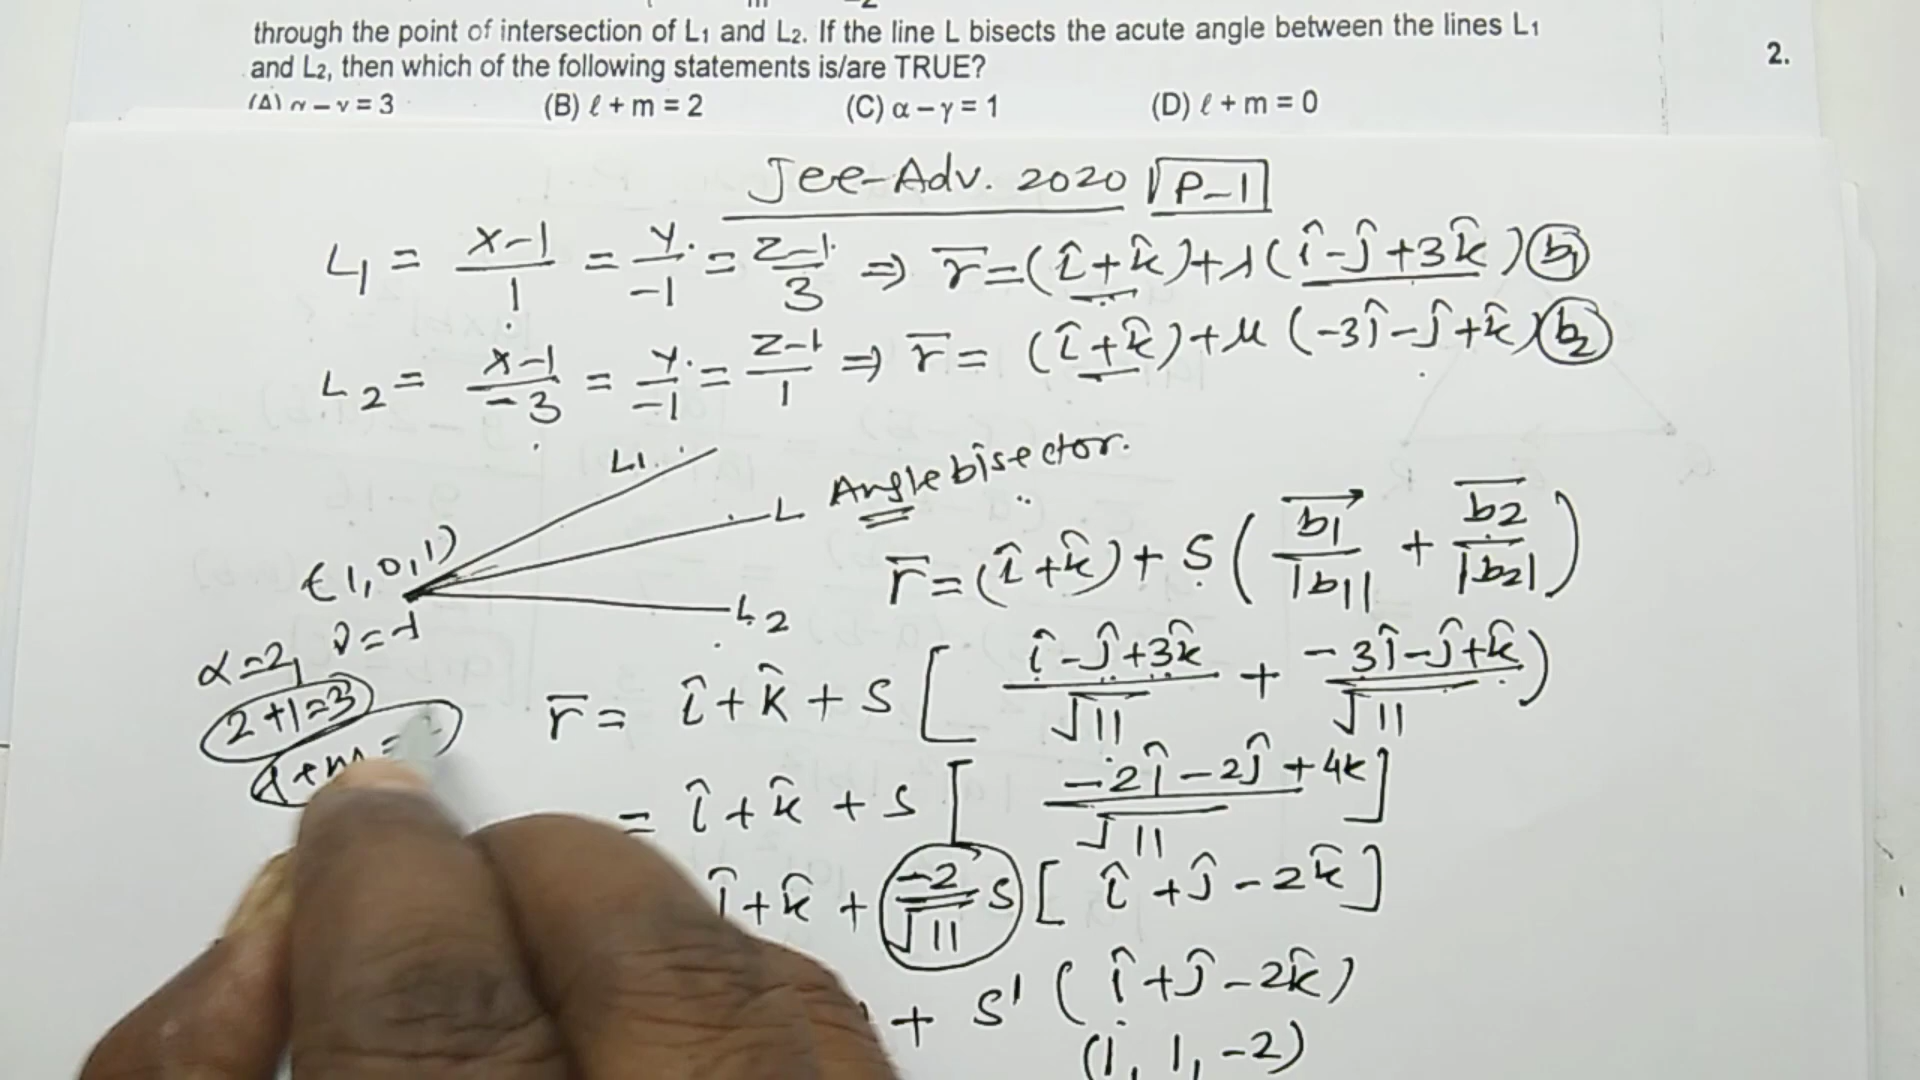 through the point of intersection of L₁ and L₂. If the line L bisects the acute angle between the lines L₁
and L₂, then which of the following statements is/are TRUE?
(A) α – γ = 3 (B) ℓ + m = 2 (C) α – γ = 1 (D) ℓ + m = 0
2.
Jee-Adv. 2020 P-1
L₁ = x-1/1 = y/-1 = z-1/3 ⇒ r̄ = (î+k̂)+λ(î-ĵ+3k̂) b₁
L₂ = x-1/-3 = y/-1 = z-1/1 ⇒ r̄ = (î+k̂)+μ(-3î-ĵ+k̂) b₂
L₁
L Angle bisector.
(1,0,1)
L₂
r̄ = (î+k̂)+S(b₁/|b₁| + b₂/|b₂|)
α=2,
2+1=3
r̄ = î+k̂+s[î-ĵ+3k̂/√11 + -3î-ĵ+k̂/√11)
= î+k̂+s[-2î-2ĵ+4k/√11]
î+k̂+(-2/√11 s)[î+ĵ-2k̂]
+ s'(î+ĵ-2k̂)
(1, 1, -2)